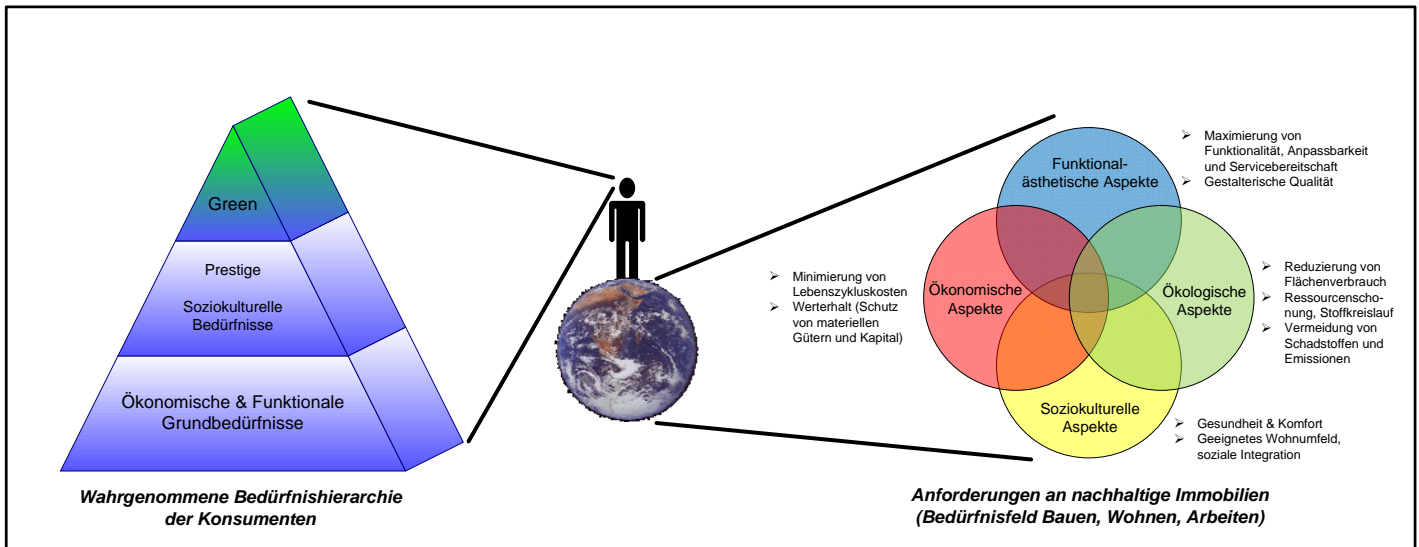 Green
Prestige
Soziokulturelle
Bedürfnisse
Ökonomische & Funktionale
Grundbedürfnisse
Wahrgenommene Bedürfnishierarchie
der Konsumenten
➢ Minimierung von
Lebenszykluskosten
➢ Werterhalt (Schutz
von materiellen
Gütern und Kapital)
Funktional-
ästhetische Aspekte
Ökonomische
Aspekte
Ökologische
Aspekte
Soziokulturelle
Aspekte
➢ Maximierung von
Funktionalität, Anpassbarkeit
und Servicebereitschaft
➢ Gestalterische Qualität
➢ Reduzierung von
Flächenverbrauch
➢ Ressourcenscho-
nung, Stoffkreislauf
➢ Vermeidung von
Schadstoffen und
Emissionen
➢ Gesundheit & Komfort
➢ Geeignetes Wohnumfeld,
soziale Integration
Anforderungen an nachhaltige Immobilien
(Bedürfnisfeld Bauen, Wohnen, Arbeiten)